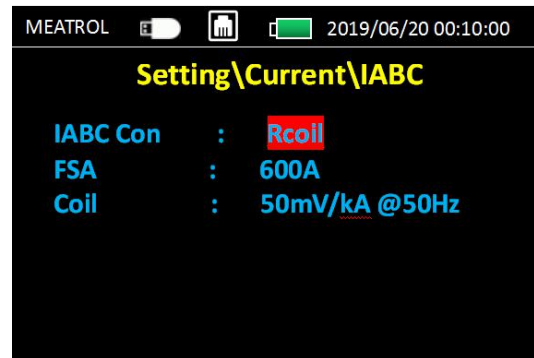 MEATROL 2019/06/20 00:10:00
Setting\Current\IABC
IABC Con : Rcoil
FSA : 600A
Coil : 50mV/kA @50Hz